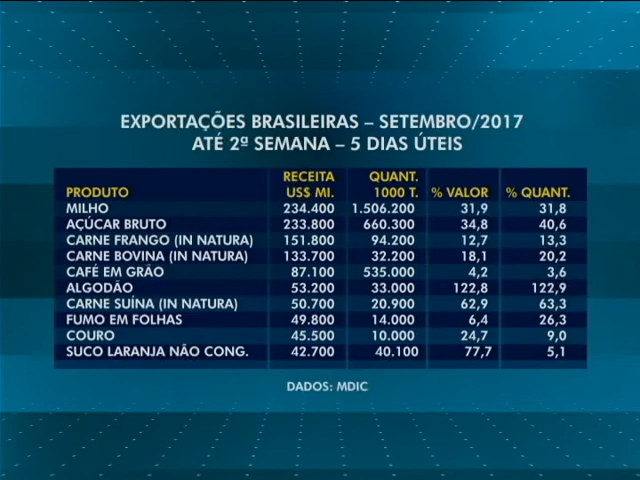 EXPORTAÇÕES BRASILEIRAS – SETEMBRO/2017
ATÉ 2ª SEMANA – 5 DIAS ÚTEIS
RECEITA QUANT.
PRODUTO US$ MI. 1000 T. % VALOR % QUANT.
MILHO 234.400 1.506.200 31,9 31,8
AÇÚCAR BRUTO 233.800 660.300 34,8 40,6
CARNE FRANGO (IN NATURA) 151.800 94.200 12,7 13,3
CARNE BOVINA (IN NATURA) 133.700 32.200 18,1 20,2
CAFÉ EM GRÃO 87.100 535.000 4,2 3,6
ALGODÃO 53.200 33.000 122,8 122,9
CARNE SUÍNA (IN NATURA) 50.700 20.900 62,9 63,3
FUMO EM FOLHAS 49.800 14.000 6,4 26,3
COURO 45.500 10.000 24,7 9,0
SUCO LARANJA NÃO CONG. 42.700 40.100 77,7 5,1
DADOS: MDIC